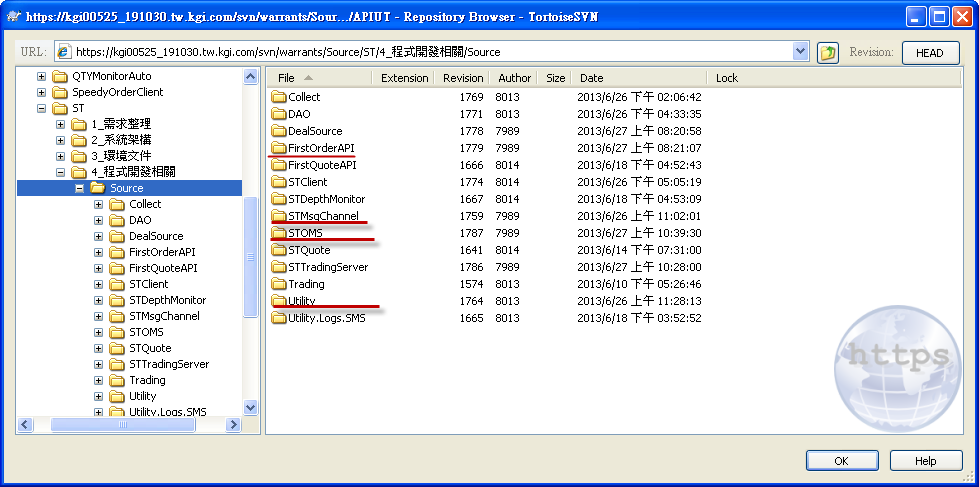 https://kgi00525_191030.tw.kgi.com/svn/warrants/Sour.../APIUT - Repository Browser - TortoiseSVN
URL: https://kgi00525_191030.tw.kgi.com/svn/warrants/Source/ST/4_程式開發相關/Source Revision: HEAD
QTYMonitorAuto
SpeedyOrderClient
ST
1_需求整理
2_系統架構
3_環境文件
4_程式開發相關
Source
Collect
DAO
DealSource
FirstOrderAPI
FirstQuoteAPI
STClient
STDepthMonitor
STMsgChannel
STOMS
STQuote
STTradingServer
Trading
Utility
Utility.Logs.SMS
File Extension Revision Author Size Date Lock
Collect 1769 8013 2013/6/26 下午 02:06:42
DAO 1771 8013 2013/6/26 下午 04:33:35
DealSource 1778 7989 2013/6/27 上午 08:20:58
FirstOrderAPI 1779 7989 2013/6/27 上午 08:21:07
FirstQuoteAPI 1666 8014 2013/6/18 下午 04:52:43
STClient 1774 8014 2013/6/26 下午 05:05:19
STDepthMonitor 1667 8014 2013/6/18 下午 04:53:09
STMsgChannel 1759 7989 2013/6/26 上午 11:02:01
STOMS 1787 7989 2013/6/27 上午 10:39:30
STQuote 1641 8014 2013/6/14 下午 07:31:00
STTradingServer 1786 7989 2013/6/27 上午 10:28:00
Trading 1574 8013 2013/6/10 下午 05:26:46
Utility 1764 8013 2013/6/26 上午 11:28:13
Utility.Logs.SMS 1665 8013 2013/6/18 下午 03:52:52
https
OK Help